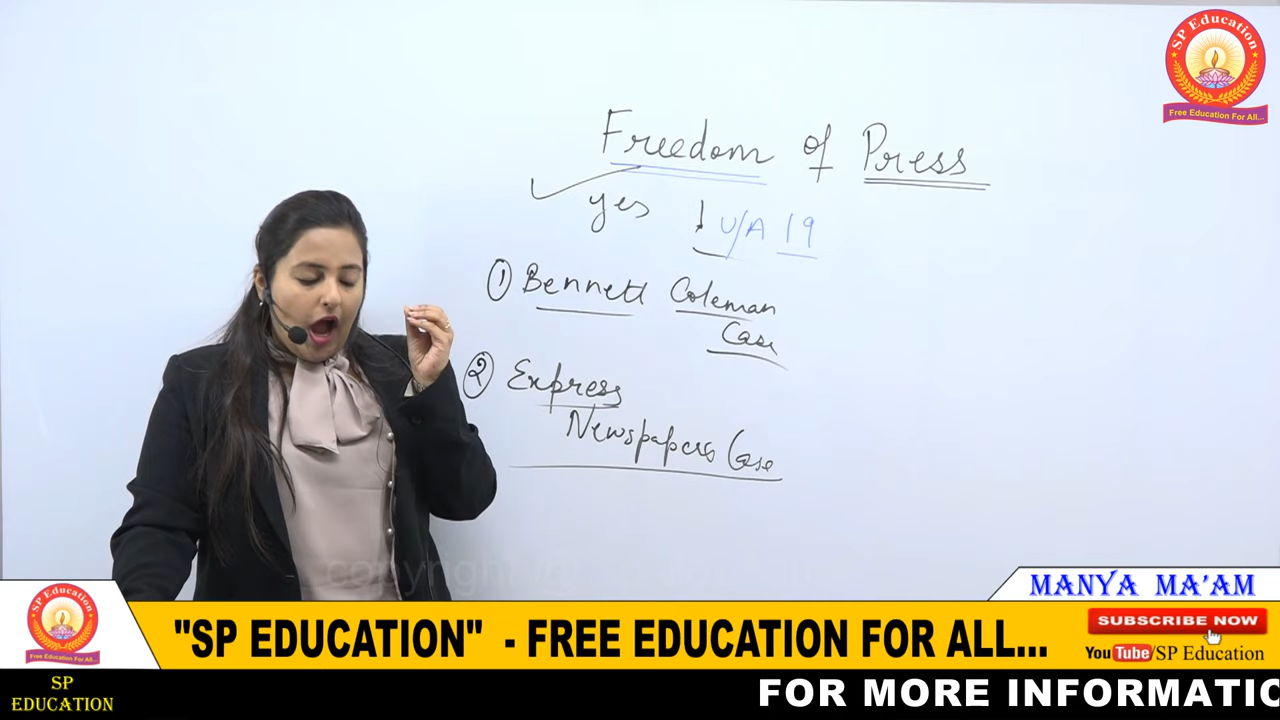 SP Education
Free Education For All...
Freedom of Press
yes ! U/A 19
① Bennett Coleman
Case
② Express
Newspapers Case
MANYA MA'AM
SP Education
Free Education For All...
"SP EDUCATION" - FREE EDUCATION FOR ALL...
SUBSCRIBE NOW
YouTube/SP Education
SP
EDUCATION
FOR MORE INFORMATIO